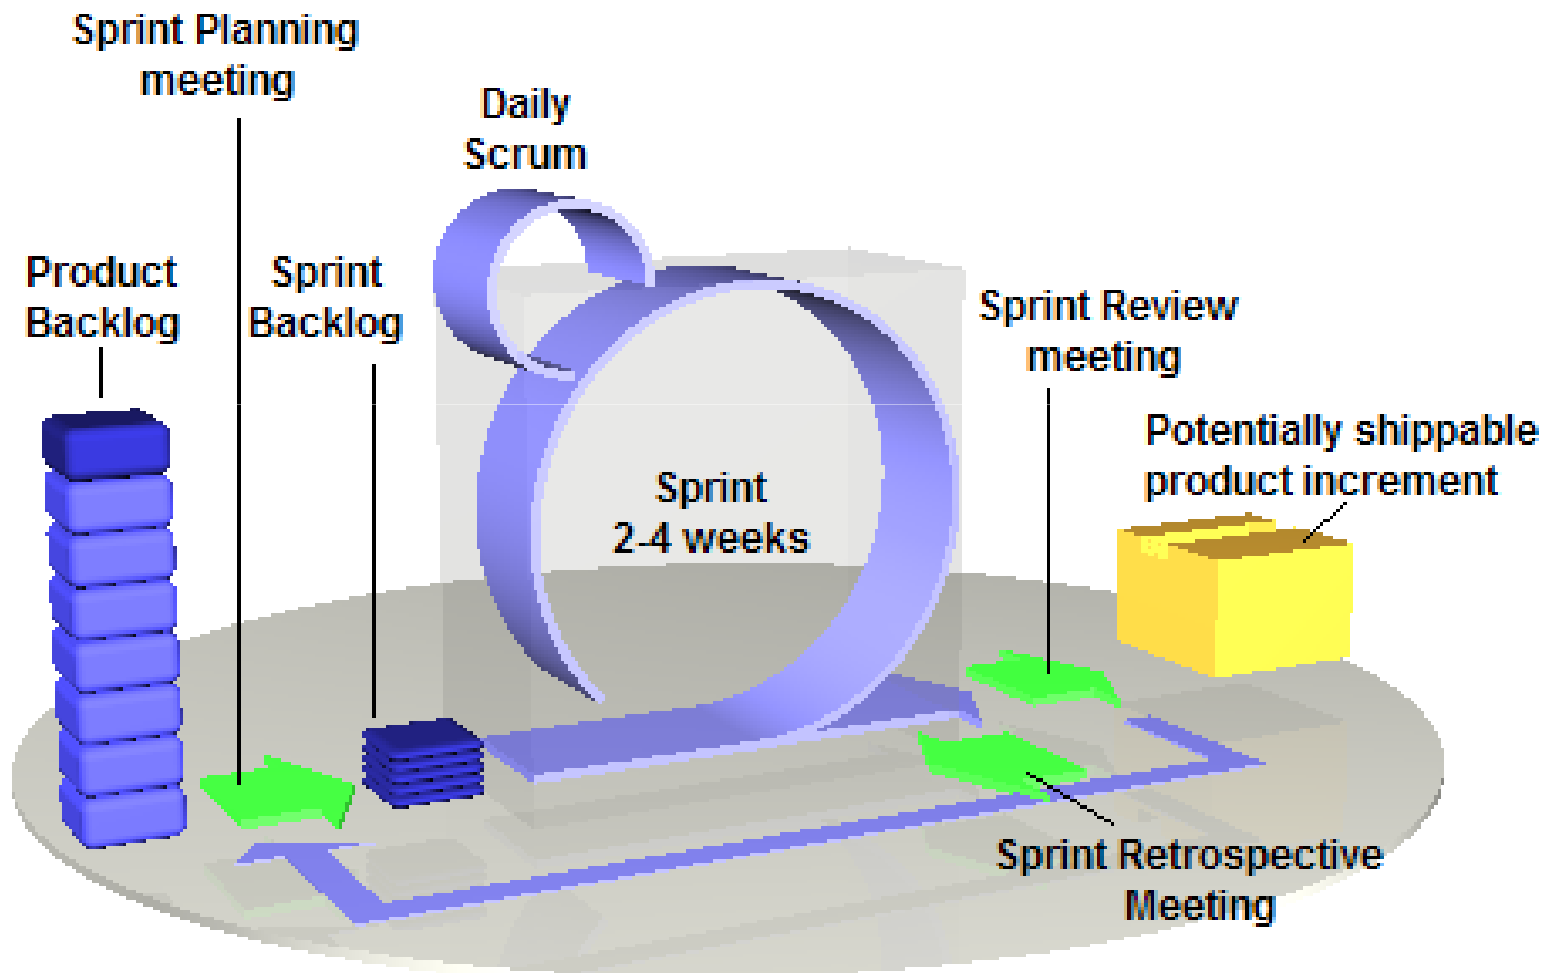 Sprint Planning
meeting
Daily
Scrum
Product
Backlog
Sprint
Backlog
Sprint Review
meeting
Potentially shippable
product increment
Sprint
2-4 weeks
Sprint Retrospective
Meeting